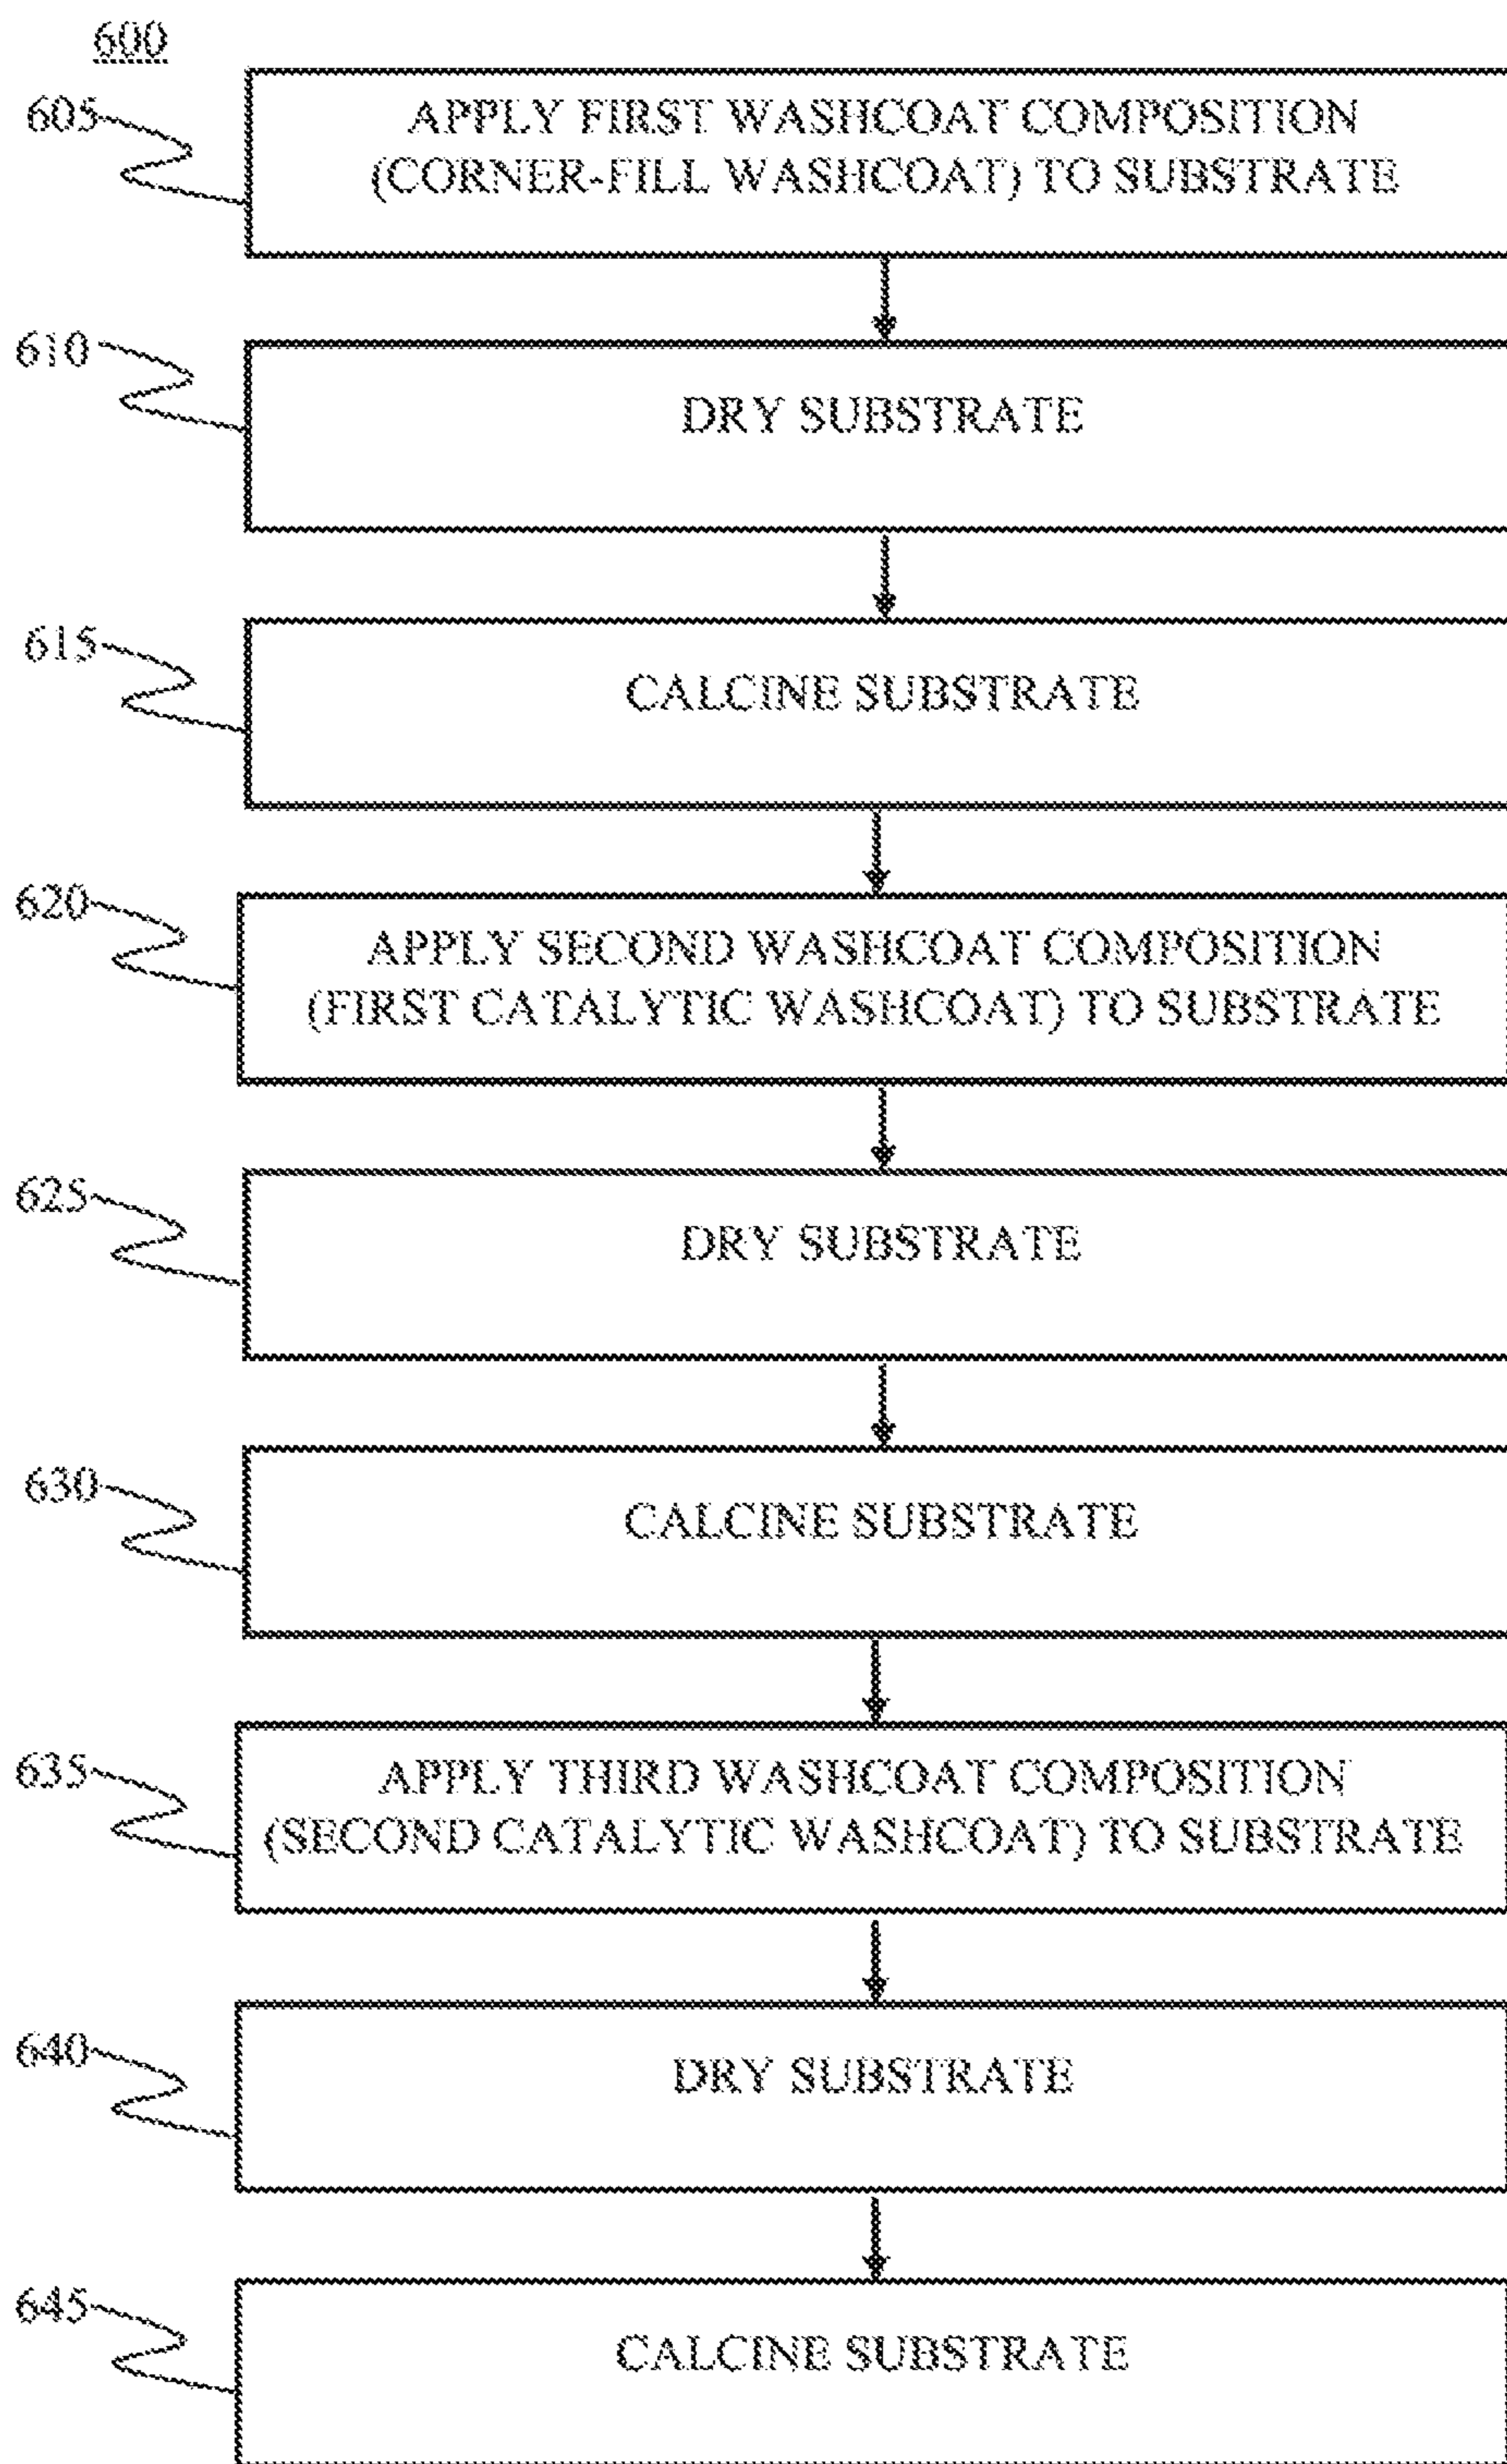 600
605
APPLY FIRST WASHCOAT COMPOSITION
(CORNER-FILL WASHCOAT) TO SUBSTRATE
610
DRY SUBSTRATE
615
CALCINE SUBSTRATE
620
APPLY SECOND WASHCOAT COMPOSITION
(FIRST CATALYTIC WASHCOAT) TO SUBSTRATE
625
DRY SUBSTRATE
630
CALCINE SUBSTRATE
635
APPLY THIRD WASHCOAT COMPOSITION
(SECOND CATALYTIC WASHCOAT) TO SUBSTRATE
640
DRY SUBSTRATE
645
CALCINE SUBSTRATE